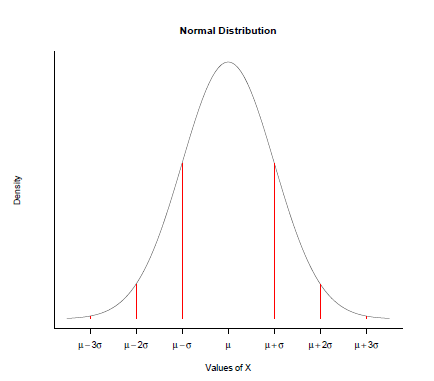 Normal Distribution
Density
μ−3σ μ−2σ μ−σ μ μ+σ μ+2σ μ+3σ
Values of X